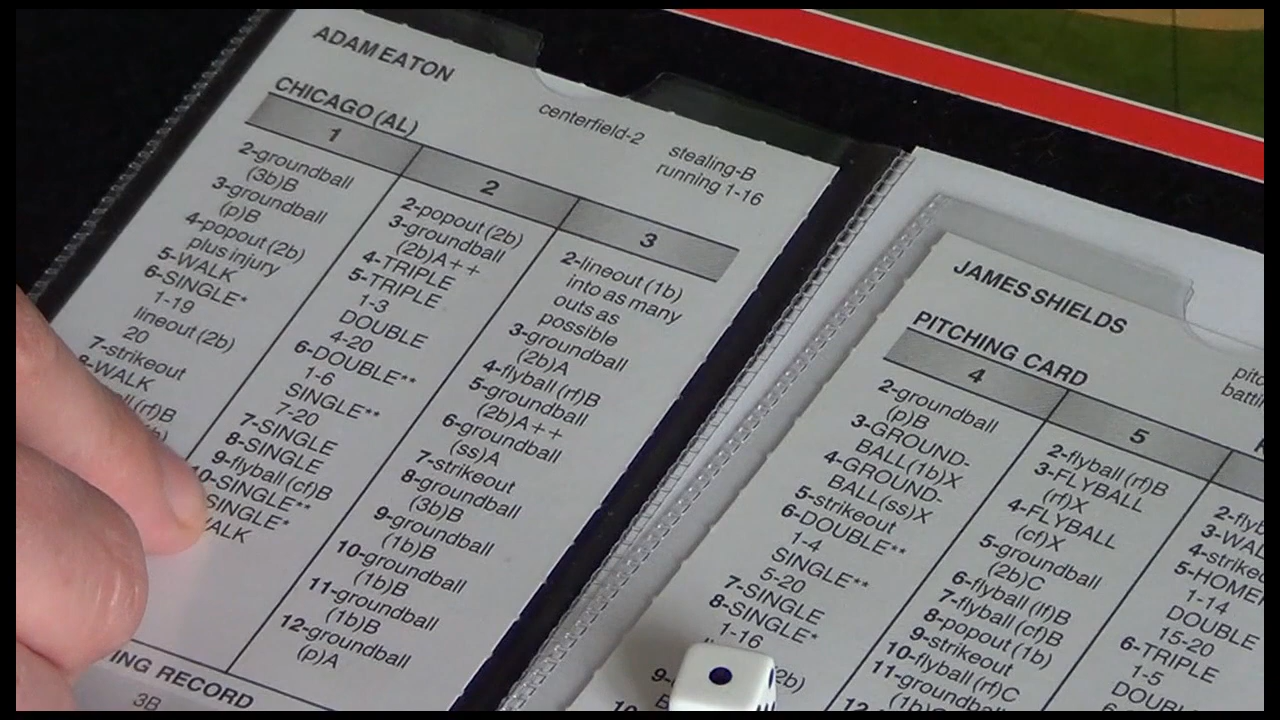 ADAM EATON
centerfield-2
stealing-B
running 1-16
CHICAGO (AL)
1
2-groundball
(3b)B
3-groundball
(p)B
4-popout (2b)
plus injury
5-WALK
6-SINGLE*
1-19
lineout (2b)
20
7-strikeout
8-WALK
(rf)B
2
2-popout (2b)
3-groundball
(2b)A++
4-TRIPLE
5-TRIPLE
1-3
DOUBLE
4-20
6-DOUBLE**
1-6
SINGLE**
7-20
7-SINGLE
8-SINGLE
9-flyball (cf)B
10-SINGLE**
SINGLE*
WALK
3
2-lineout (1b)
into as many
outs as
possible
3-groundball
(2b)A
4-flyball (rf)B
5-groundball
(2b)A++
6-groundball
(ss)A
7-strikeout
8-groundball
(3b)B
9-groundball
(1b)B
10-groundball
(1b)B
11-groundball
(1b)B
12-groundball
(p)A
RECORD
3B
JAMES SHIELDS
PITCHING CARD
4
2-groundball
(p)B
3-GROUND-
BALL (1b)X
4-GROUND-
BALL (ss)X
5-strikeout
6-DOUBLE**
1-4
SINGLE**
5-20
7-SINGLE
8-SINGLE*
1-16
(2b)
9-
10
5
2-flyball (rf)B
3-FLYBALL
(rf)X
4-FLYBALL
(cf)X
5-groundball
(2b)C
6-flyball (lf)B
7-flyball (cf)B
8-popout (1b)
9-strikeout
10-flyball (rf)C
11-groundball
12
3-WAL
5-HOME
1-14
DOUBLE
15-20
6-TRIPLE
1-5
DOUBL